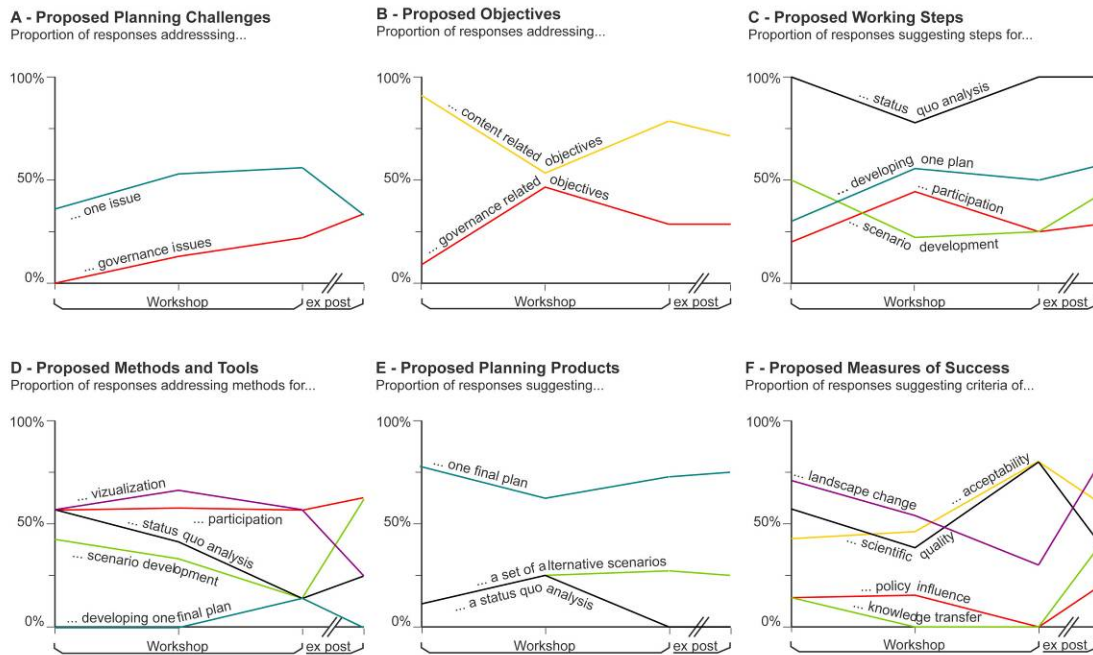 A - Proposed Planning Challenges
Proportion of responses addresssing...
100%
50%
0%
... one issue
... governance issues
Workshop
ex post
B - Proposed Objectives
Proportion of responses addressing...
100%
50%
0%
... content related objectives
... governance related objectives
Workshop
ex post
C - Proposed Working Steps
Proportion of responses suggesting steps for...
100%
50%
0%
... status quo analysis
... developing one plan
... participation
... scenario development
Workshop
ex post
D - Proposed Methods and Tools
Proportion of responses addressing methods for...
100%
50%
0%
... vizualization
... participation
... status quo analysis
... scenario development
... developing one final plan
Workshop
ex post
E - Proposed Planning Products
Proportion of responses suggesting...
100%
50%
0%
... one final plan
... a set of alternative scenarios
... a status quo analysis
Workshop
ex post
F - Proposed Measures of Success
Proportion of responses suggesting criteria of...
100%
50%
0%
... landscape change
... acceptability
... scientific quality
... policy influence
... knowledge transfer
Workshop
ex post